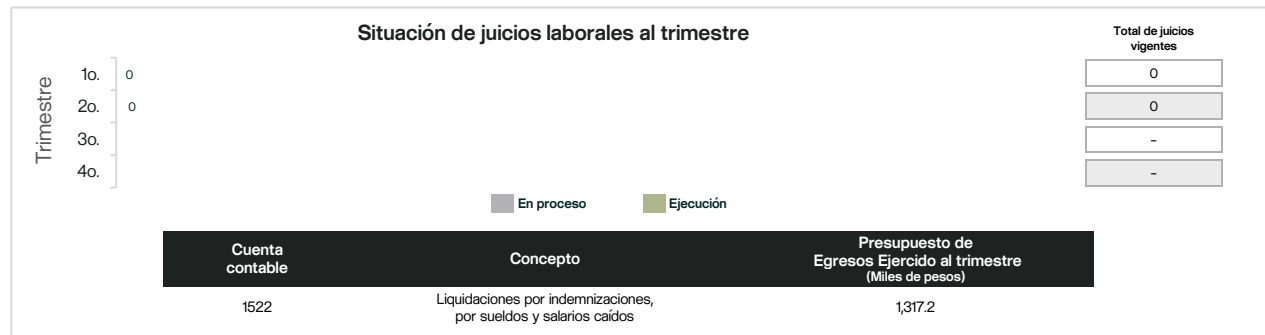 Situación de juicios laborales al trimestre
Total de juicios
vigentes
Trimestre
1o. 0 0
2o. 0 0
3o. -
4o. -
En proceso Ejecución
Cuenta
contable
Concepto
Presupuesto de
Egresos Ejercido al trimestre
(Miles de pesos)
1522
Liquidaciones por indemnizaciones,
por sueldos y salarios caídos
1,317.2